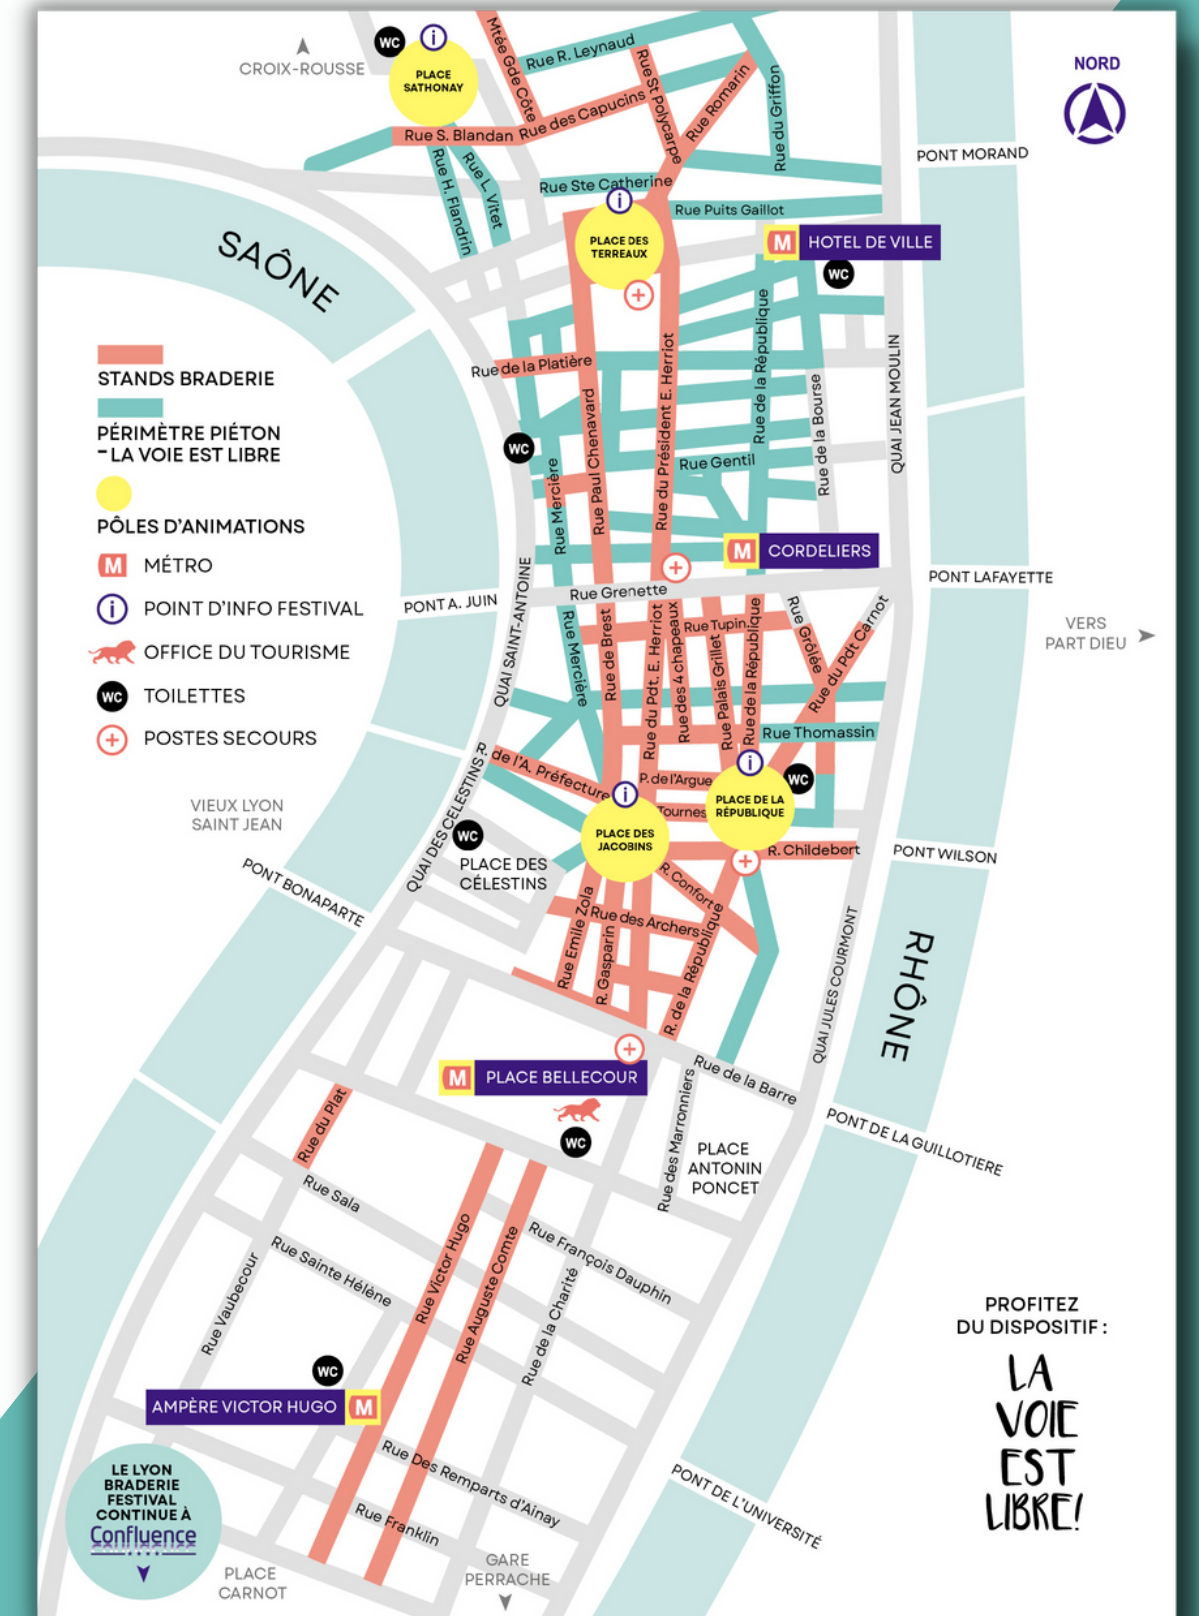 NORD
CROIX-ROUSSE
WC
PLACE
SATHONAY
Mtée Gde Côte
Rue R. Leynaud
Rue St Polycarpe
Rue Romarin
Rue du Griffon
Rue S. Blandan
Rue des Capucins
Rue H. Flandrin
Rue L. Vitet
Rue Ste Catherine
Rue Puits Gaillot
PONT MORAND
PLACE DES
TERREAUX
M HOTEL DE VILLE
WC
SAÔNE
STANDS BRADERIE
PÉRIMÈTRE PIÉTON
- LA VOIE EST LIBRE
PÔLES D'ANIMATIONS
M MÉTRO
i POINT D'INFO FESTIVAL
OFFICE DU TOURISME
WC TOILETTES
+ POSTES SECOURS
Rue de la Platière
Rue Paul Chenavard
Rue du Président E. Herriot
Rue de la République
Rue de la Bourse
QUAI JEAN MOULIN
WC
Rue Mercière
Rue Gentil
M CORDELIERS
Rue Grenette
PONT LAFAYETTE
PONT A. JUIN
QUAI SAINT-ANTOINE
VERS
PART DIEU
Rue Mercière
Rue de Brest
Rue du Pdt. E. Herriot
Rue des 4 chapeaux
Rue Tupin
Rue Palais Grillet
Rue de la République
Rue Grôlée
Rue du Pdt Carnot
Rue Thomassin
R. de l'A. Préfecture
P. de l'Argue
Tournes
PLACE DE LA
RÉPUBLIQUE
WC
PLACE DES
JACOBINS
R. Childebert
PONT WILSON
VIEUX LYON
SAINT JEAN
QUAI DES CELESTINS
WC
PLACE DES
CÉLESTINS
PONT BONAPARTE
R. Confort
Rue des Archers
Rue Emile Zola
R. Gasparin
R. de la République
QUAI JULES COURMONT
RHÔNE
M PLACE BELLECOUR
WC
Rue de la Barre
Rue des Marronniers
PLACE
ANTONIN
PONCET
PONT DE LA GUILLOTIERE
Rue du Plat
Rue Sala
Rue Sainte Hélène
Rue Vaubecour
Rue Victor Hugo
Rue Auguste Comte
Rue François Dauphin
Rue de la Charité
WC
AMPÈRE VICTOR HUGO M
Rue Des Remparts d'Ainay
Rue Franklin
PONT DE L'UNIVERSITÉ
LE LYON
BRADERIE
FESTIVAL
CONTINUE À
Confluence
PLACE
CARNOT
GARE
PERRACHE
PROFITEZ
DU DISPOSITIF :
LA
VOIE
EST
LIBRE!